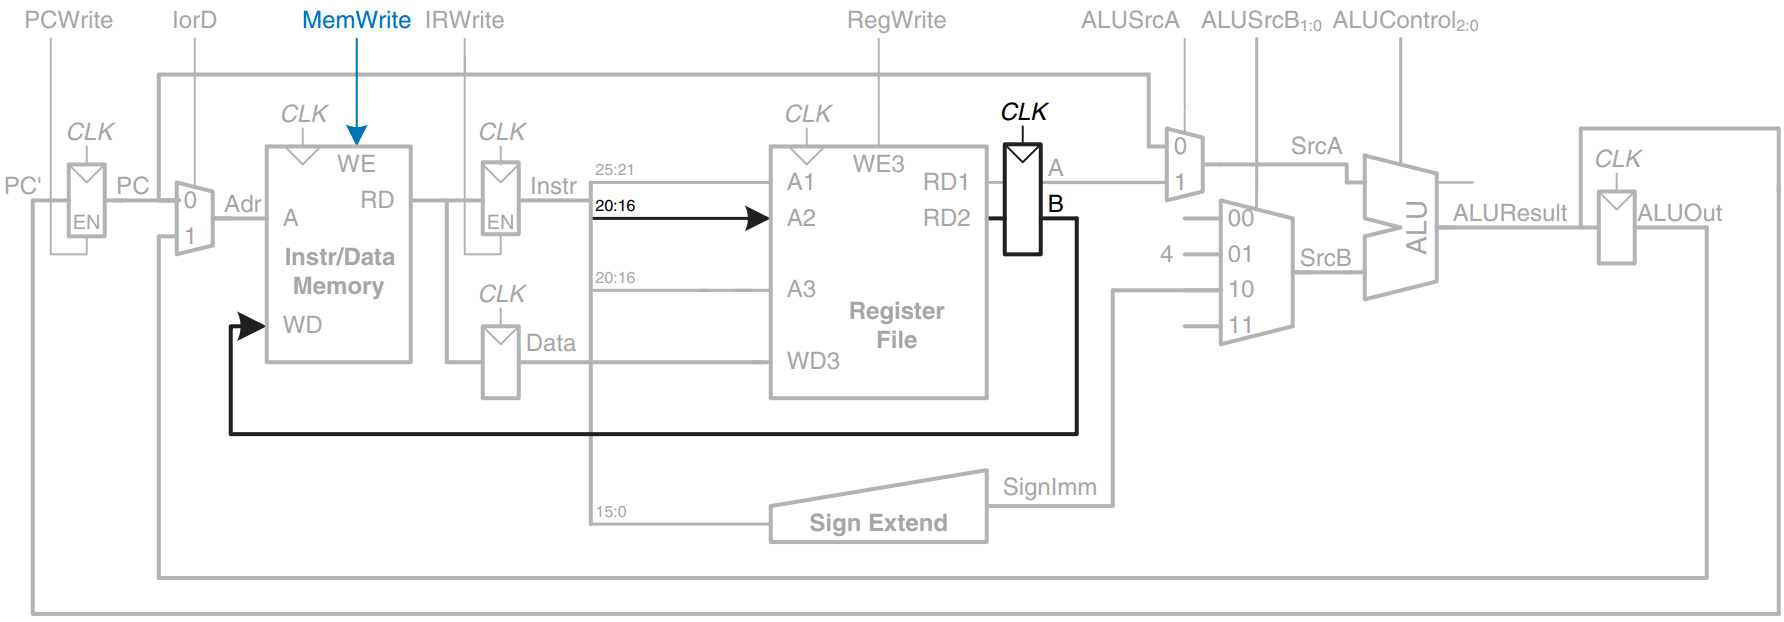 PCWrite IorD MemWrite IRWrite RegWrite ALUSrcA ALUSrcB1:0 ALUControl2:0
CLK CLK CLK CLK CLK CLK
PC' EN PC
0
1
Adr
WE
A RD
Instr/Data
Memory
WD
EN
Instr
CLK
Data
25:21
20:16
20:16
15:0
WE3
A1 RD1
A2 RD2
A3
Register
File
WD3
A
B
Sign Extend
SignImm
0
1
SrcA
00
4 01
10
11
SrcB
ALU
ALUResult
CLK
ALUOut